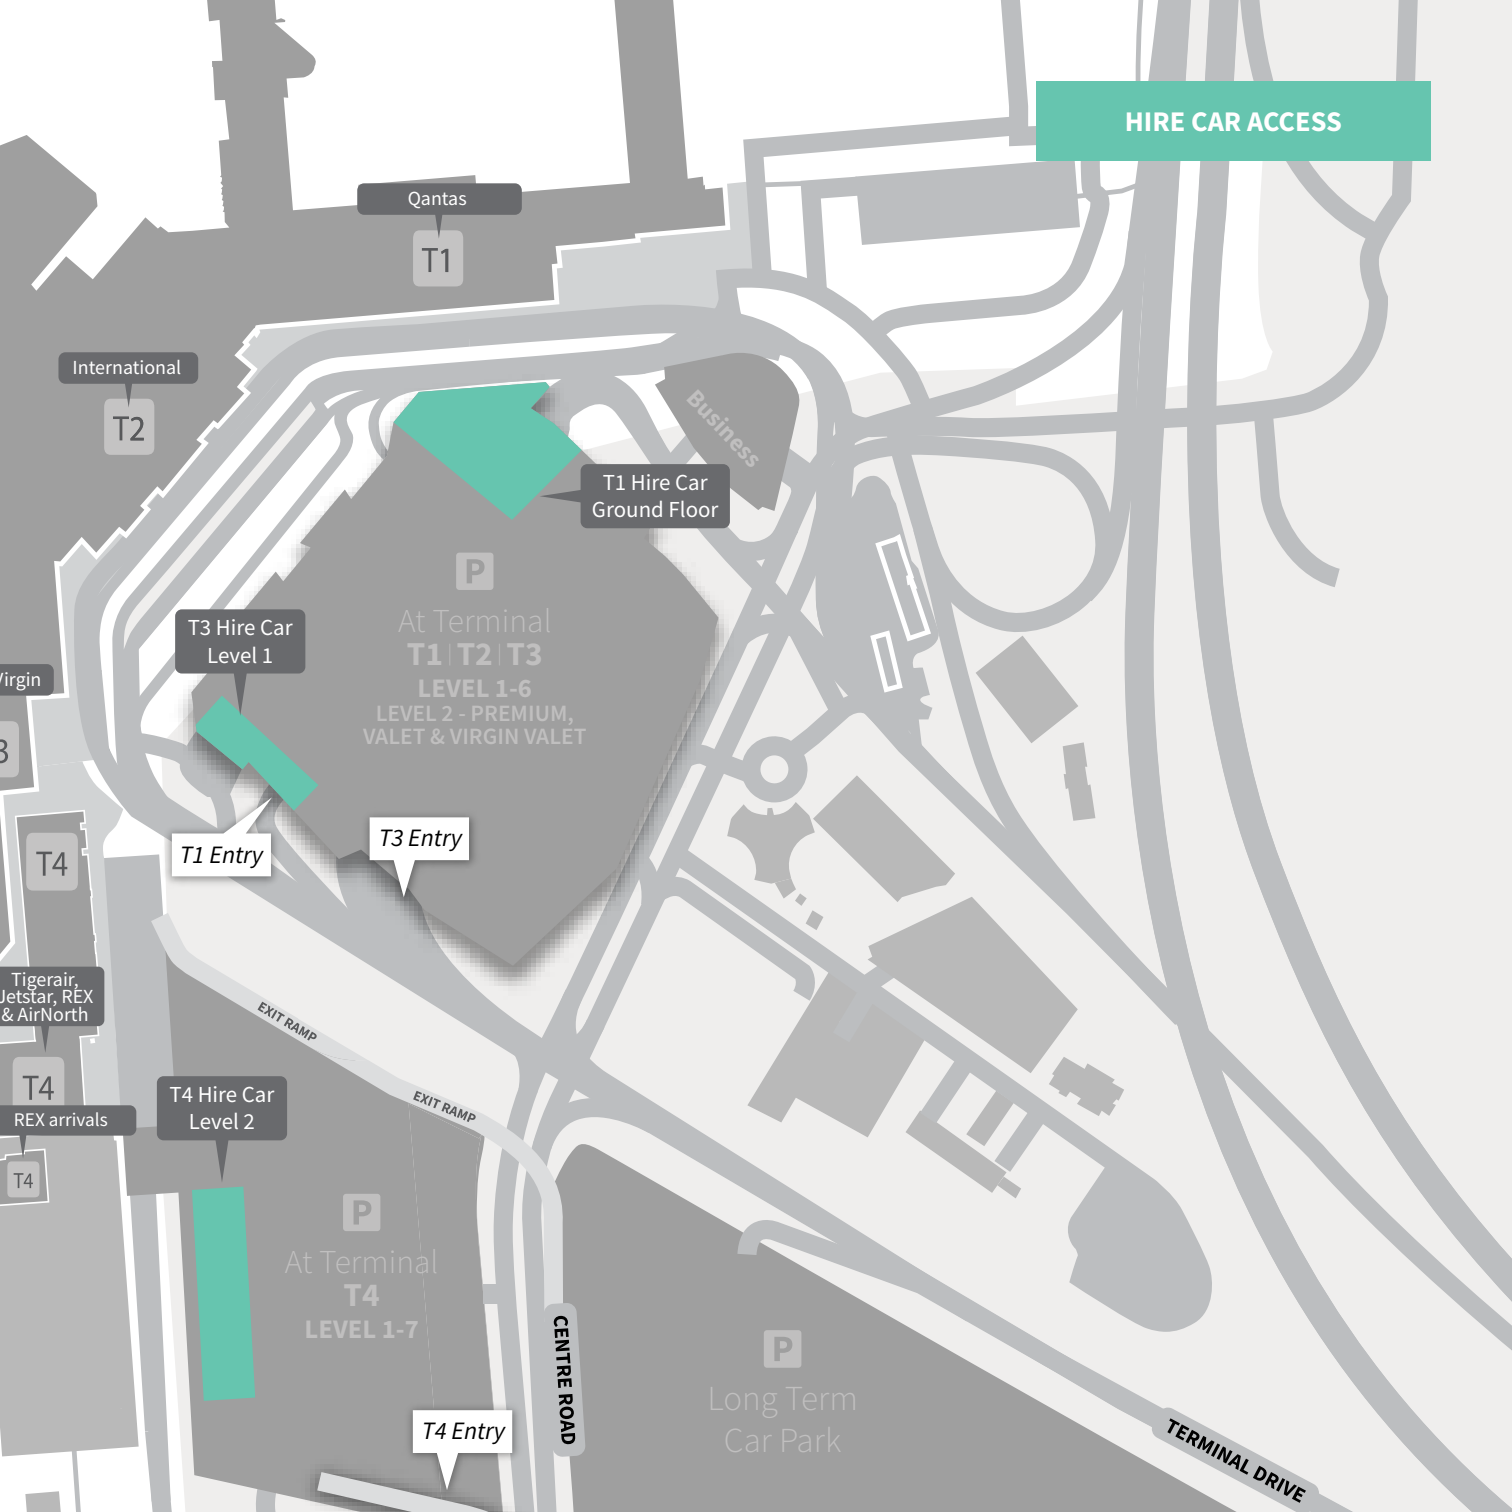 HIRE CAR ACCESS
Qantas
T1
International
T2
Business
T1 Hire Car
Ground Floor
P
At Terminal
T1 | T2 | T3
LEVEL 1-6
LEVEL 2 - PREMIUM,
VALET & VIRGIN VALET
T3 Hire Car
Level 1
Virgin
3
T1 Entry
T3 Entry
T4
Tigerair,
Jetstar, REX
& AirNorth
T4
REX arrivals
T4
EXIT RAMP
EXIT RAMP
T4 Hire Car
Level 2
P
At Terminal
T4
LEVEL 1-7
T4 Entry
CENTRE ROAD
P
Long Term
Car Park
TERMINAL DRIVE